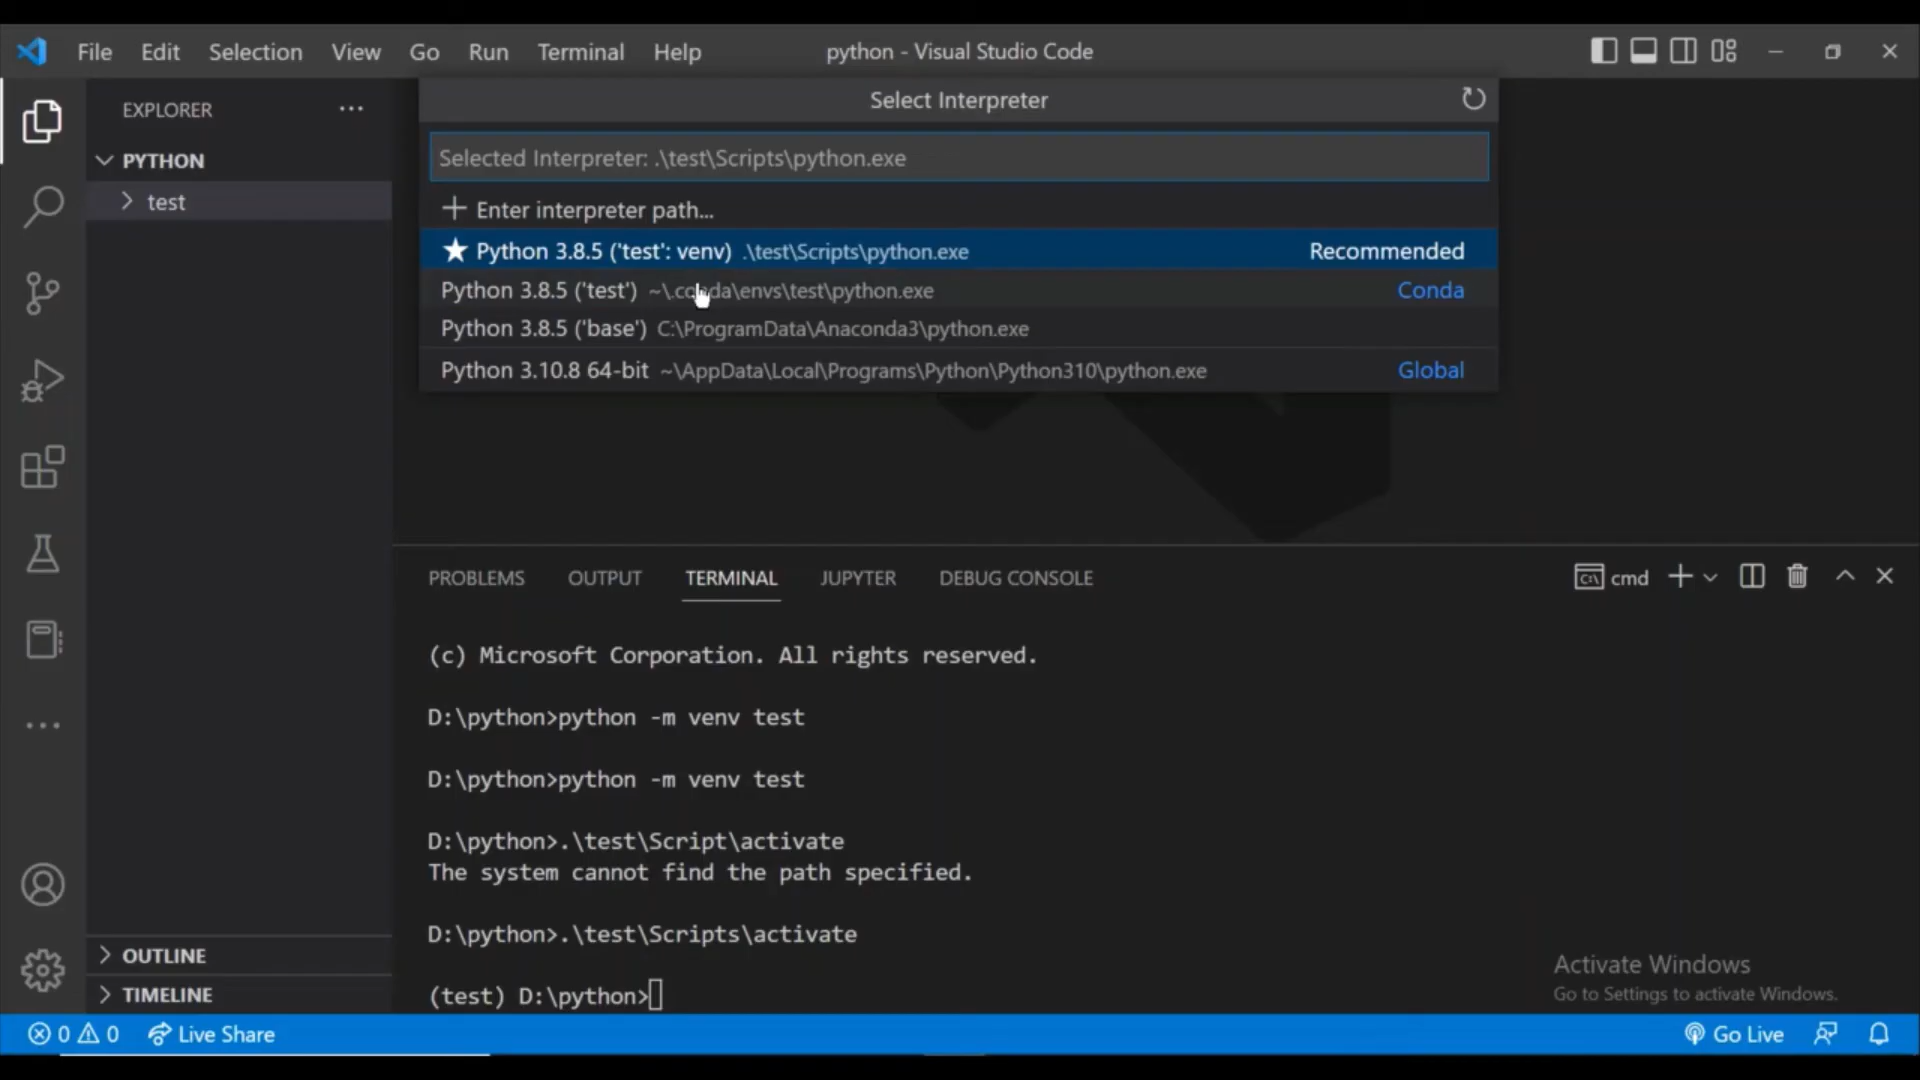 File Edit Selection View Go Run Terminal Help python - Visual Studio Code
EXPLORER
PYTHON
test
Select Interpreter
Selected Interpreter: .\test\Scripts\python.exe
Enter interpreter path...
Python 3.8.5 ('test': venv) .\test\Scripts\python.exe Recommended
Python 3.8.5 ('test') ~\.conda\envs\test\python.exe Conda
Python 3.8.5 ('base') C:\ProgramData\Anaconda3\python.exe
Python 3.10.8 64-bit ~\AppData\Local\Programs\Python\Python310\python.exe Global
PROBLEMS OUTPUT TERMINAL JUPYTER DEBUG CONSOLE cmd
(c) Microsoft Corporation. All rights reserved.
D:\python>python -m venv test
D:\python>python -m venv test
D:\python>.\test\Script\activate
The system cannot find the path specified.
D:\python>.\test\Scripts\activate
(test) D:\python>
OUTLINE
TIMELINE
Activate Windows
Go to Settings to activate Windows.
0 0 Live Share Go Live